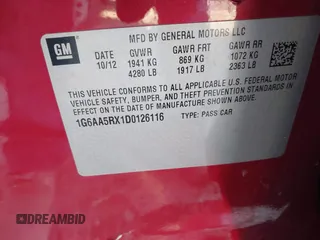 MFD BY GENERAL MOTORS LLC
GM
DATE GVWR GAWR FRT GAWR RR
10/12 1941 KG 869 KG 1072 KG
4280 LB 1917 LB 2363 LB
THIS VEHICLE CONFORMS TO ALL APPLICABLE U.S. FEDERAL MOTOR
VEHICLE SAFETY, BUMPER, AND THEFT PREVENTION STANDARDS IN
EFFECT ON THE DATE OF MANUFACTURE SHOWN ABOVE.
1G6AA5RX1D0126116 TYPE: PASS CAR
DREAMBID